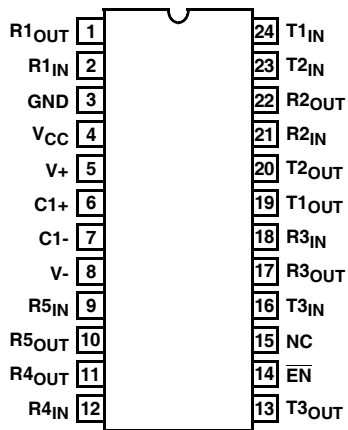 R1OUT 1 24 T1IN
R1IN 2 23 T2IN
GND 3 22 R2OUT
VCC 4 21 R2IN
V+ 5 20 T2OUT
C1+ 6 19 T1OUT
C1- 7 18 R3IN
V- 8 17 R3OUT
R5IN 9 16 T3IN
R5OUT 10 15 NC
R4OUT 11 14 E̅N̅
R4IN 12 13 T3OUT